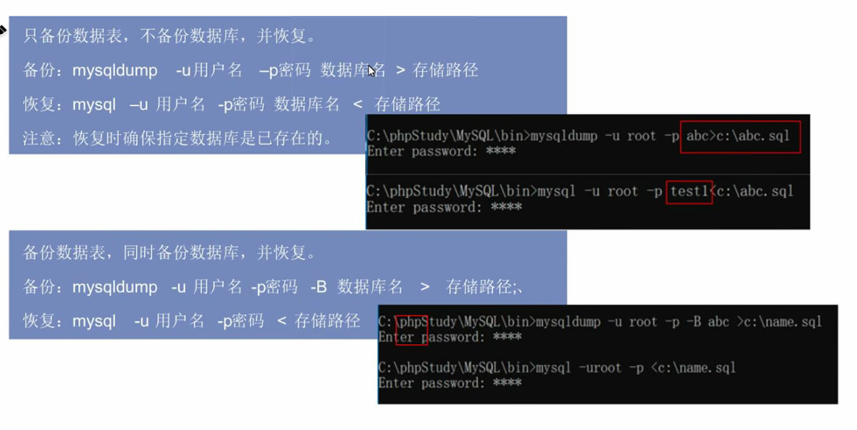 只备份数据表，不备份数据库，并恢复。
备份：mysqldump -u用户名 –p密码 数据库名 > 存储路径
恢复：mysql –u 用户名 -p密码 数据库名 < 存储路径
注意：恢复时确保指定数据库是已存在的。
C:\phpStudy\MySQL\bin>mysqldump -u root -p abc>c:\abc.sql
Enter password: ****
C:\phpStudy\MySQL\bin>mysql -u root -p test1<c:\abc.sql
Enter password: ****
备份数据表，同时备份数据库，并恢复。
备份：mysqldump -u 用户名 -p密码 -B 数据库名 > 存储路径;、
恢复：mysql -u 用户名 -p密码 < 存储路径
C:\phpStudy\MySQL\bin>mysqldump -u root -p -B abc >c:\name.sql
Enter password: ****
C:\phpStudy\MySQL\bin>mysql -uroot -p <c:\name.sql
Enter password: ****